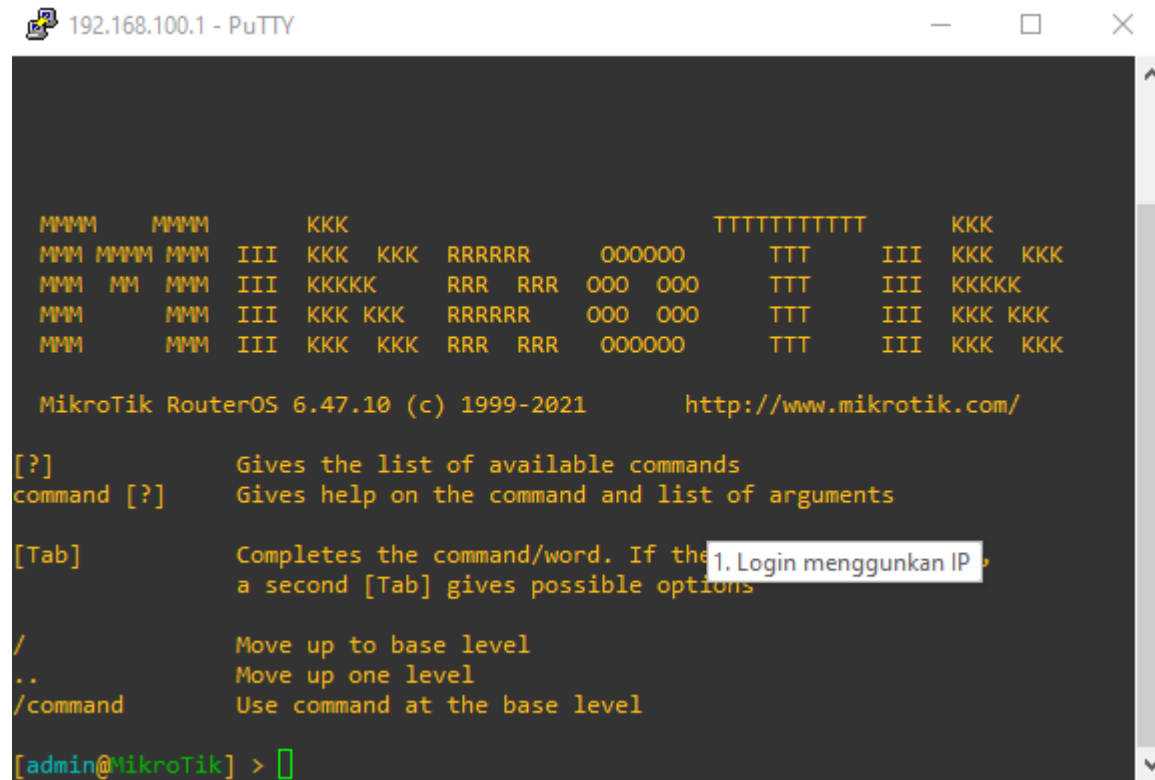 192.168.100.1 - PuTTY
MMMM    MMMM       KKK                          TTTTTTTTTTT      KKK
MMM MMMM MMM  III  KKK  KKK  RRRRRR     OOOOOO      TTT     III  KKK  KKK
MMM  MM  MMM  III  KKKKK     RRR  RRR  OOO  OOO     TTT     III  KKKKK
MMM      MMM  III  KKK KKK   RRRRRR    OOO  OOO     TTT     III  KKK KKK
MMM      MMM  III  KKK  KKK  RRR  RRR   OOOOOO      TTT     III  KKK  KKK
MikroTik RouterOS 6.47.10 (c) 1999-2021       http://www.mikrotik.com/
[?]             Gives the list of available commands
command [?]     Gives help on the command and list of arguments
[Tab]           Completes the command/word. If the
1. Login menggunkan IP
,
a second [Tab] gives possible options
/               Move up to base level
..              Move up one level
/command        Use command at the base level
[admin@MikroTik] >